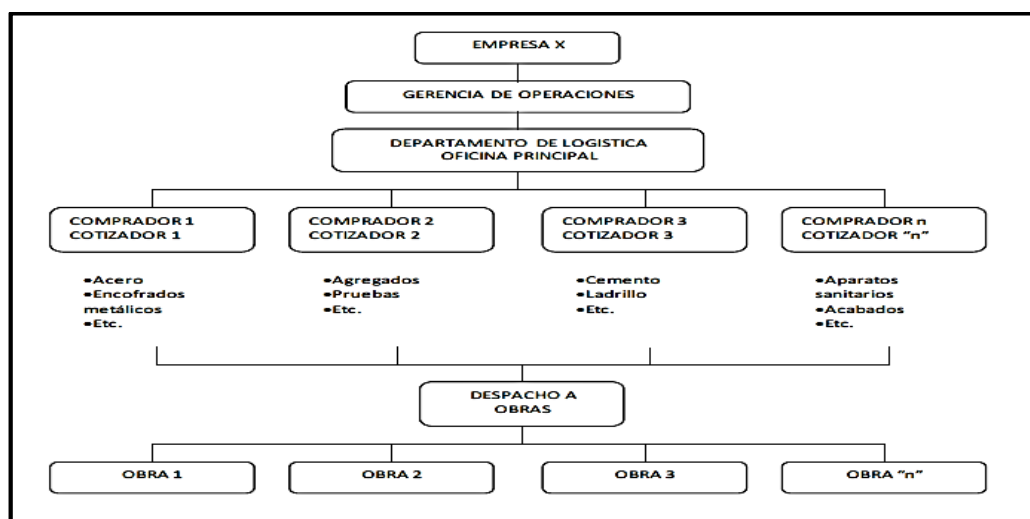 EMPRESA X
GERENCIA DE OPERACIONES
DEPARTAMENTO DE LOGISTICA
OFICINA PRINCIPAL
COMPRADOR 1
COTIZADOR 1
COMPRADOR 2
COTIZADOR 2
COMPRADOR 3
COTIZADOR 3
COMPRADOR n
COTIZADOR "n"
•Acero
•Encofrados
metálicos
•Etc.
•Agregados
•Pruebas
•Etc.
•Cemento
•Ladrillo
•Etc.
•Aparatos
sanitarios
•Acabados
•Etc.
DESPACHO A
OBRAS
OBRA 1
OBRA 2
OBRA 3
OBRA "n"